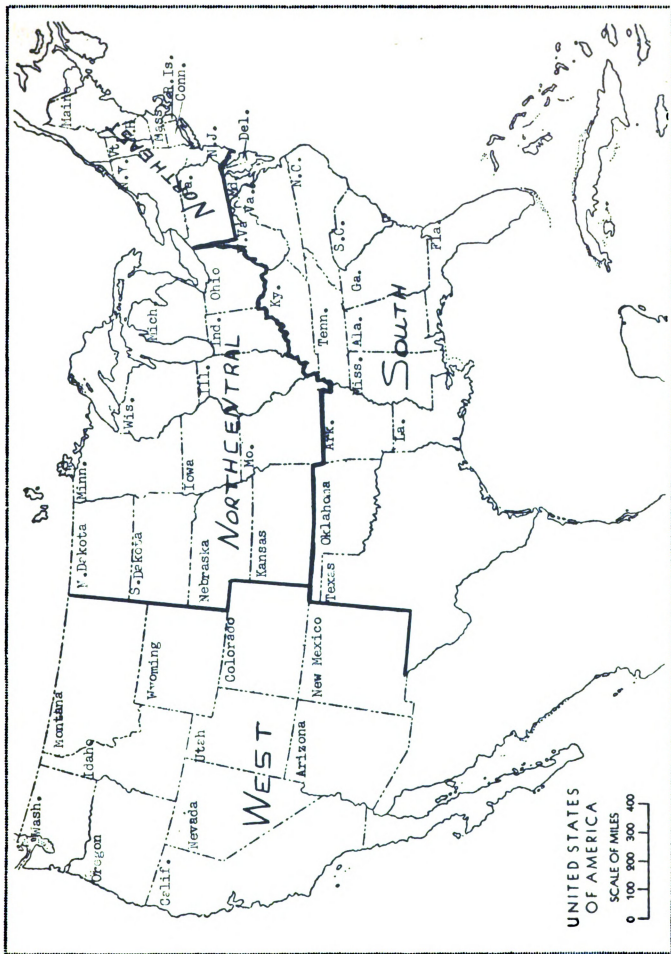 Wash.
Montana
N.Dakota
Minn.
Maine
Oregon
Idaho
Wyoming
S.Dakota
Wis.
Mich.
N.Y.
Vt.
Mass.
R.Is.
Conn.
NORTHEAST
Calif.
Nevada
Utah
Colorado
Nebraska
Iowa
Ill.
Ind.
Ohio
Pa.
N.J.
Del.
WEST
NORTHCENTRAL
Kansas
Mo.
Ky.
W.Va.
Va.
Md.
Arizona
New Mexico
Texas
Oklahoma
Ark.
Tenn.
N.C.
Miss.
Ala.
Ga.
S.C.
SOUTH
La.
Fla.
UNITED STATES
OF AMERICA
SCALE OF MILES
0 100 200 300 400